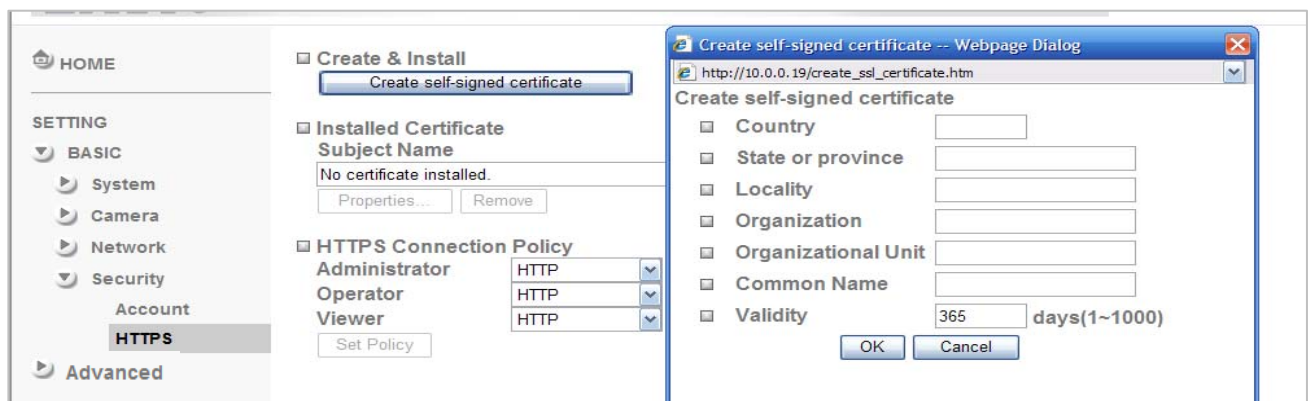 HOME
SETTING
BASIC
System
Camera
Network
Security
Account
HTTPS
Advanced
Create & Install
Create self-signed certificate
Installed Certificate
Subject Name
No certificate installed.
Properties...
Remove
HTTPS Connection Policy
Administrator HTTP
Operator HTTP
Viewer HTTP
Set Policy
Create self-signed certificate -- Webpage Dialog
http://10.0.0.19/create_ssl_certificate.htm
Create self-signed certificate
Country
State or province
Locality
Organization
Organizational Unit
Common Name
Validity 365 days(1~1000)
OK Cancel